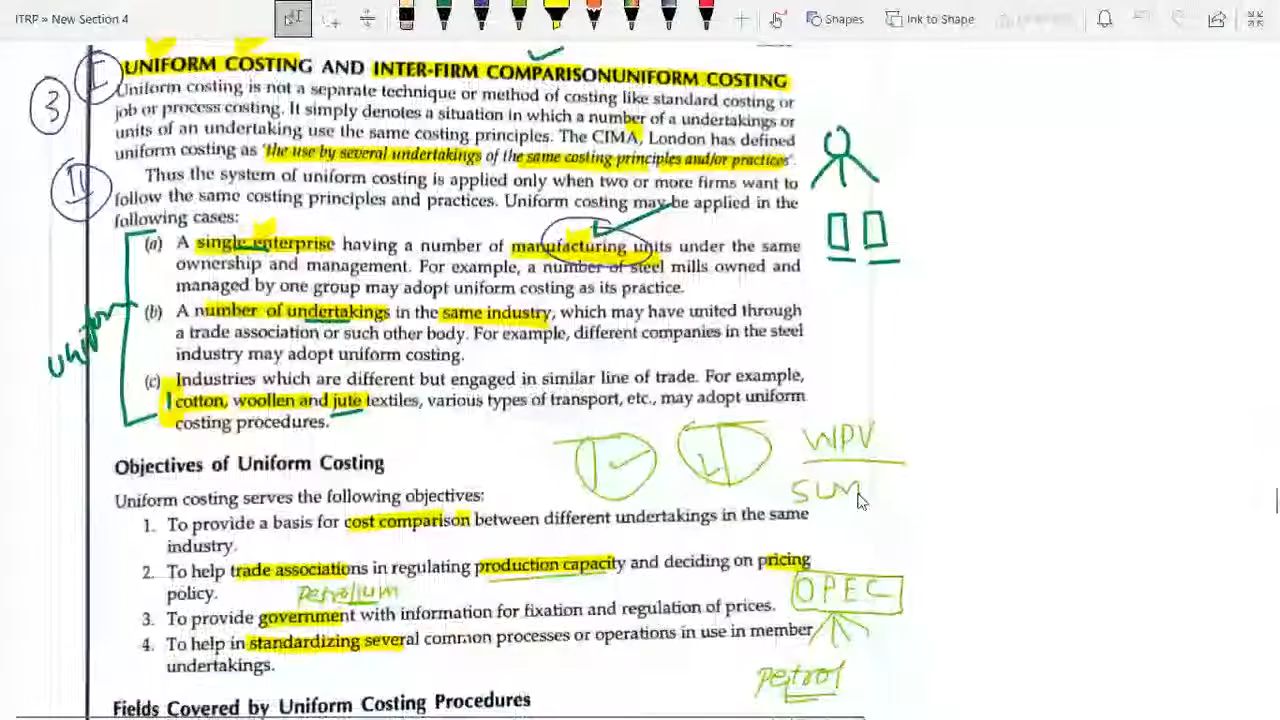 ITRP » New Section 4
Shapes
Ink to Shape
3
I
UNIFORM COSTING AND INTER-FIRM COMPARISONUNIFORM COSTING
Uniform costing is not a separate technique or method of costing like standard costing or
job or process costing. It simply denotes a situation in which a number of a undertakings or
units of an undertaking use the same costing principles. The CIMA, London has defined
uniform costing as 'the use by several undertakings of the same costing principles and/or practices'.
II
Thus the system of uniform costing is applied only when two or more firms want to
follow the same costing principles and practices. Uniform costing may be applied in the
following cases:
(a) A single enterprise having a number of manufacturing units under the same
ownership and management. For example, a number of steel mills owned and
managed by one group may adopt uniform costing as its practice.
uniform
(b) A number of undertakings in the same industry, which may have united through
a trade association or such other body. For example, different companies in the steel
industry may adopt uniform costing.
(c) Industries which are different but engaged in similar line of trade. For example,
cotton, woollen and jute textiles, various types of transport, etc., may adopt uniform
costing procedures.
WPV
SLM
Objectives of Uniform Costing
Uniform costing serves the following objectives:
1. To provide a basis for cost comparison between different undertakings in the same
industry.
2. To help trade associations in regulating production capacity and deciding on pricing
policy.
Petrolium
OPEC
3. To provide government with information for fixation and regulation of prices.
4. To help in standardizing several common processes or operations in use in member
undertakings.
Petrol
Fields Covered by Uniform Costing Procedures